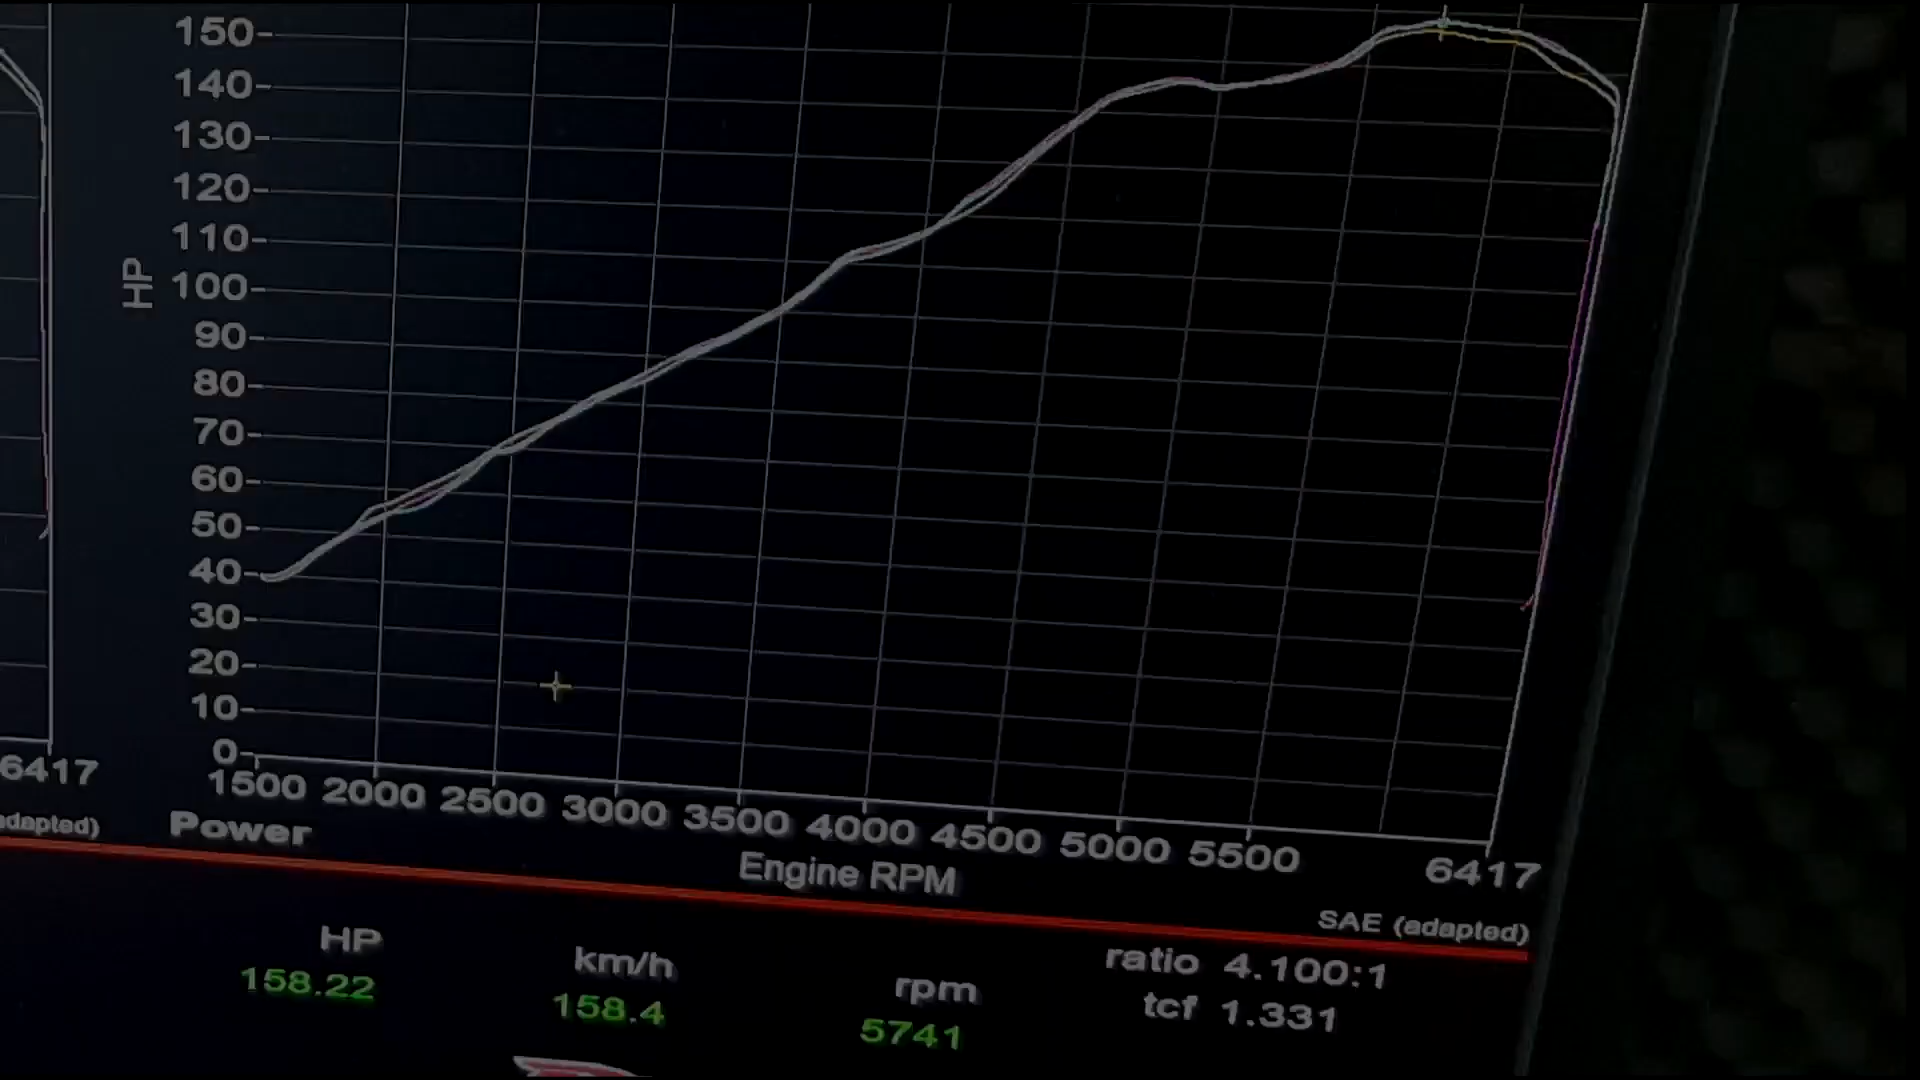 150
140
130
120
110
100
90
80
70
60
50
40
30
20
10
0
HP
1500 2000 2500 3000 3500 4000 4500 5000 5500 6417
6417
Power
Engine RPM
adapted)
SAE (adapted)
HP
158.22
km/h
158.4
rpm
5741
ratio 4.100:1
tcf 1.331